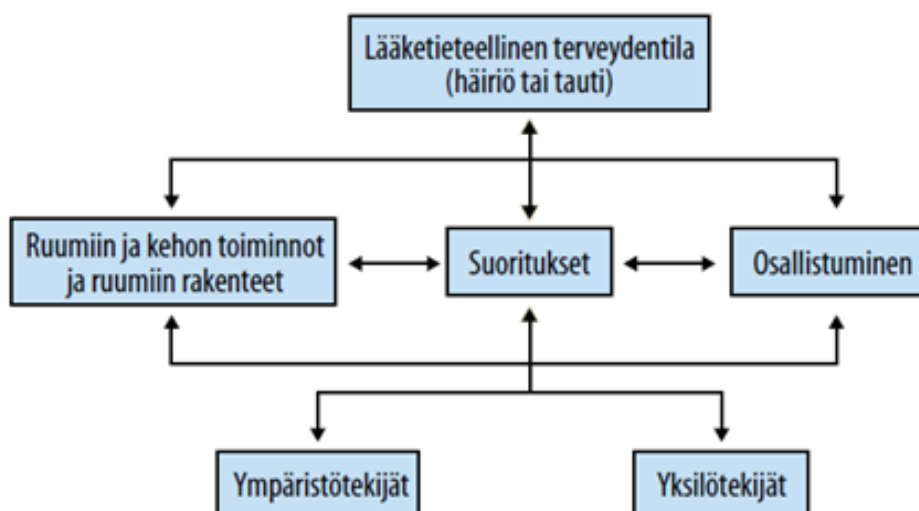 Lääketieteellinen terveydentila
(häiriö tai tauti)
Ruumiin ja kehon toiminnot
ja ruumiin rakenteet
Suoritukset
Osallistuminen
Ympäristötekijät
Yksilötekijät